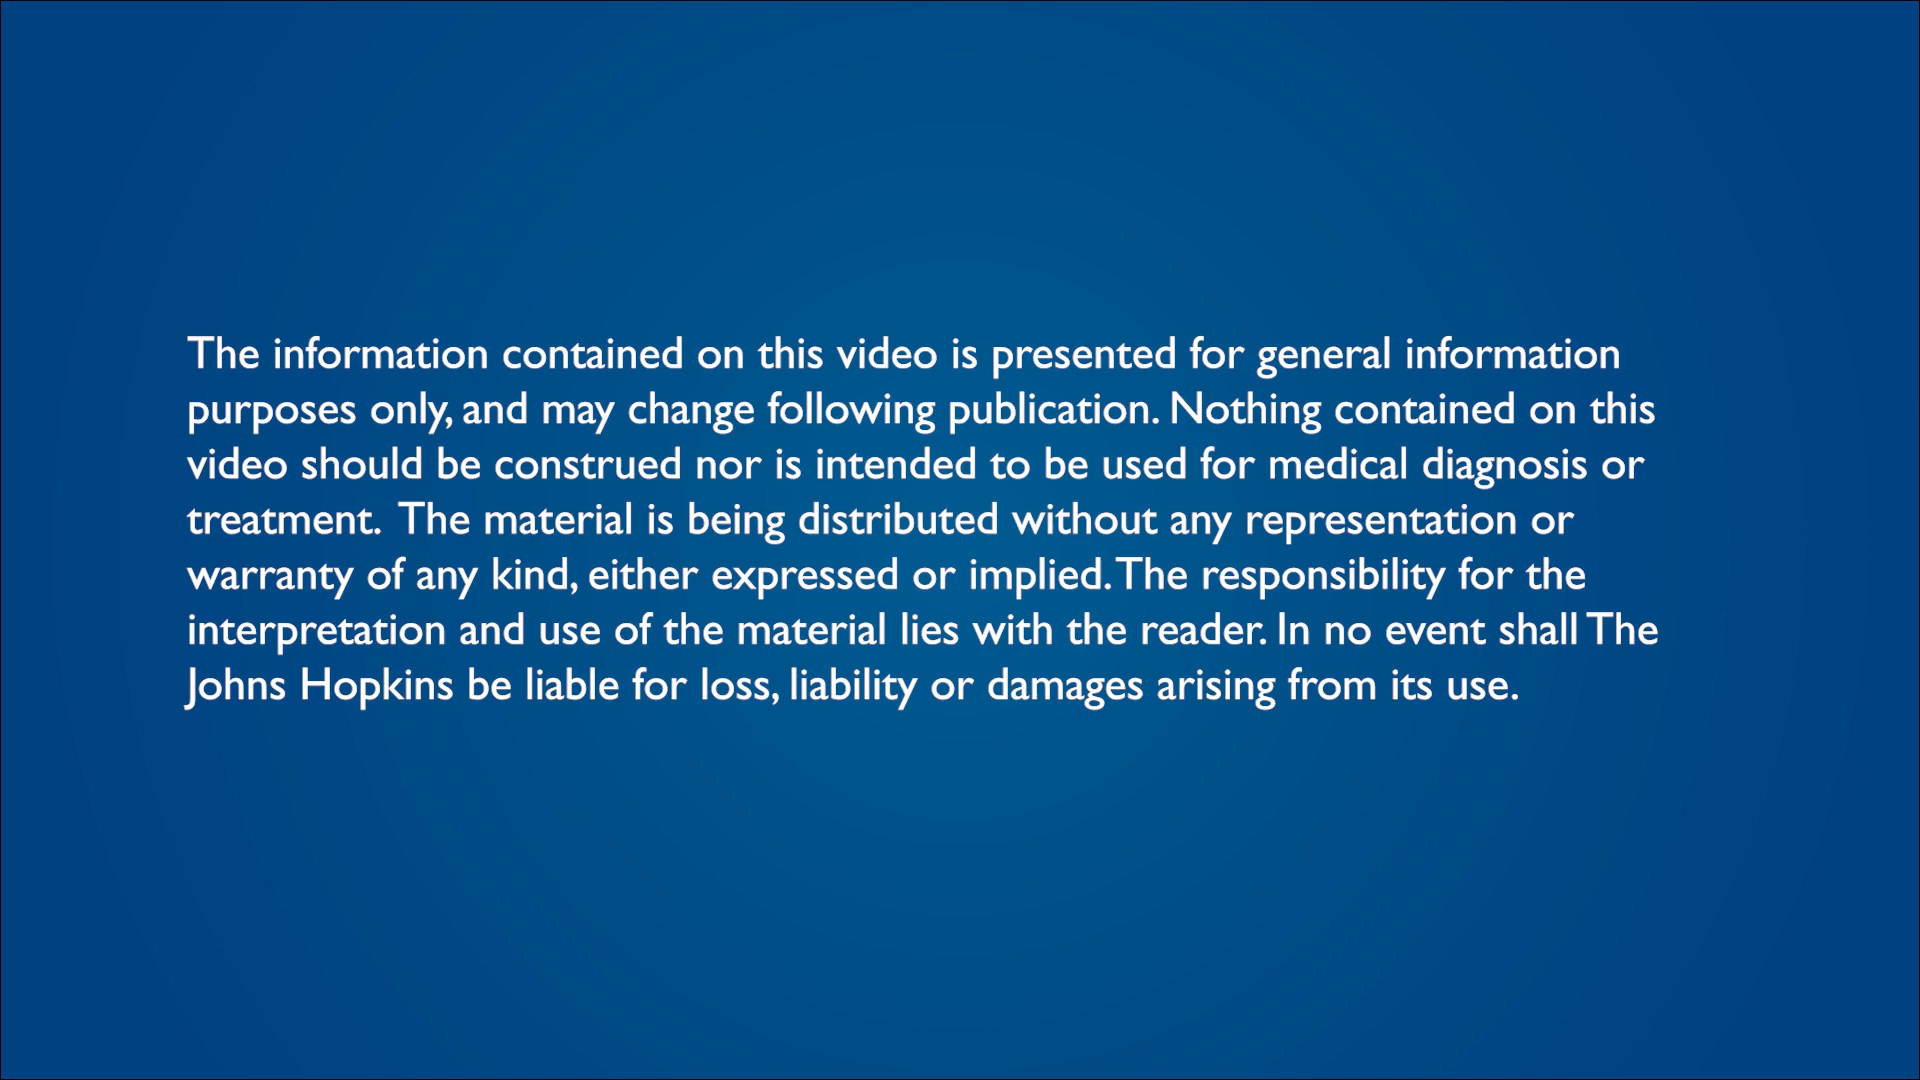 The information contained on this video is presented for general information
purposes only, and may change following publication. Nothing contained on this
video should be construed nor is intended to be used for medical diagnosis or
treatment.  The material is being distributed without any representation or
warranty of any kind, either expressed or implied. The responsibility for the
interpretation and use of the material lies with the reader. In no event shall The
Johns Hopkins be liable for loss, liability or damages arising from its use.